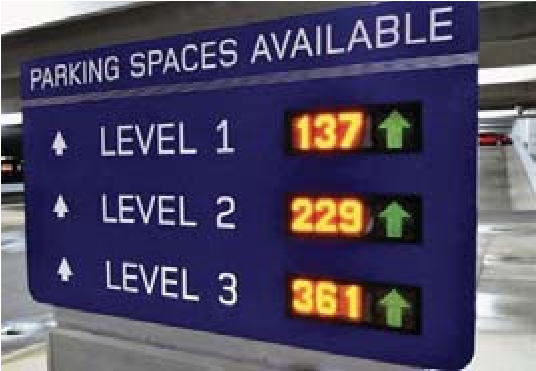 PARKING SPACES AVAILABLE
LEVEL 1 137
LEVEL 2 229
LEVEL 3 361